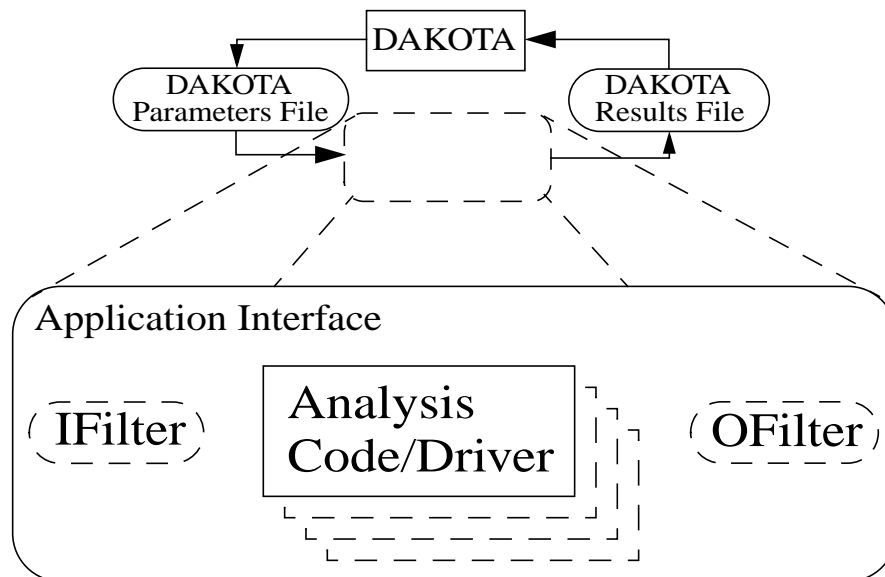 DAKOTA
DAKOTA
Parameters File
DAKOTA
Results File
Application Interface
IFilter
Analysis
Code/Driver
OFilter